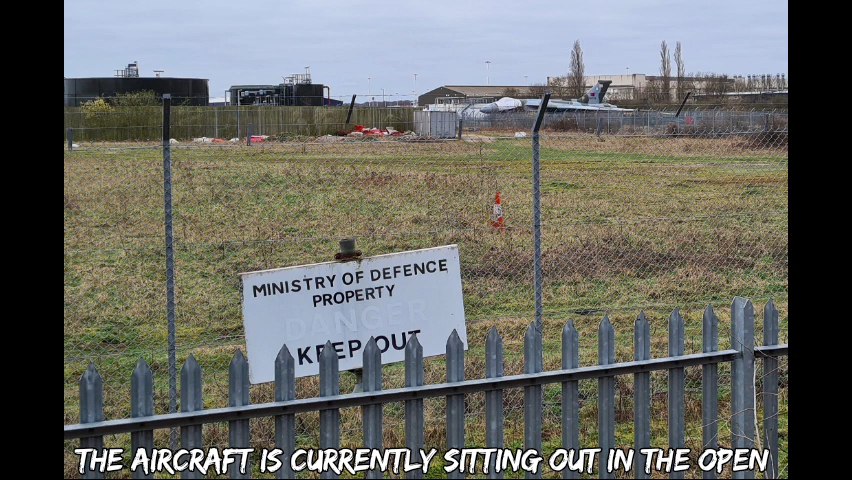 MINISTRY OF DEFENCE
PROPERTY
DANGER
KEEP OUT
THE AIRCRAFT IS CURRENTLY SITTING OUT IN THE OPEN